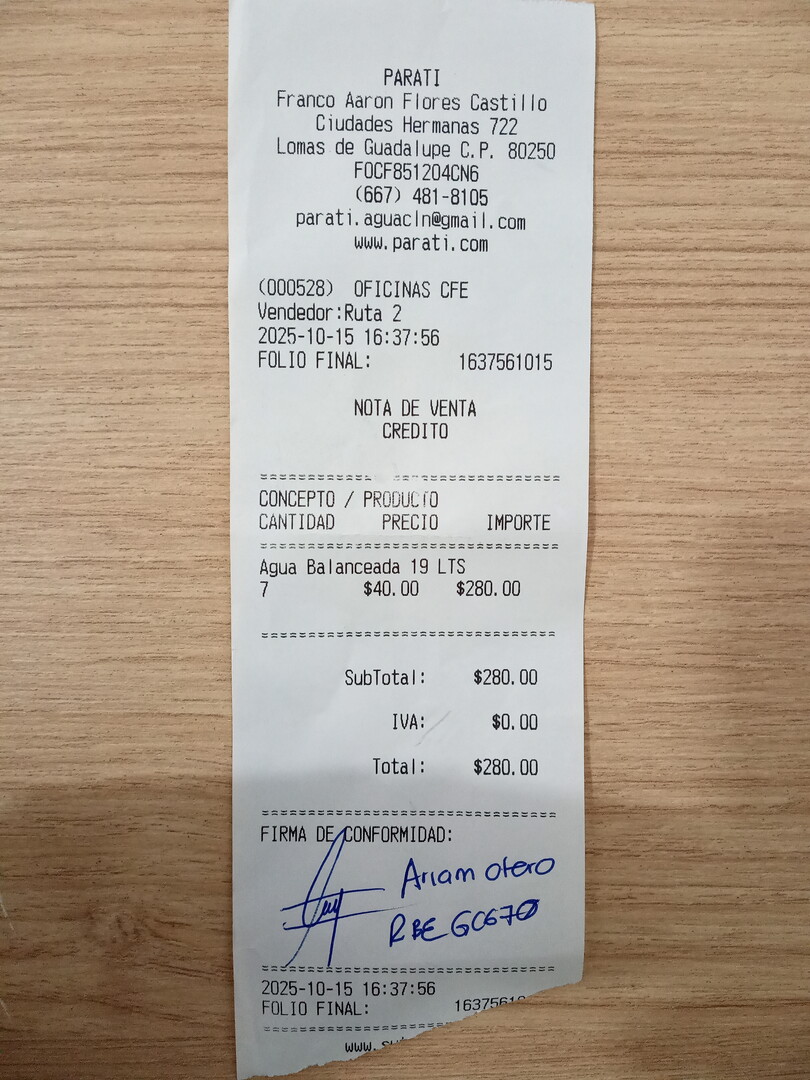 PARATI
Franco Aaron Flores Castillo
Ciudades Hermanas 722
Lomas de Guadalupe C.P. 80250
FOCF851204CN6
(667) 481-8105
parati.aguacln@gmail.com
www.parati.com
(000528) OFICINAS CFE
Vendedor:Ruta 2
2025-10-15 16:37:56
FOLIO FINAL: 1637561015
NOTA DE VENTA
CREDITO
CONCEPTO / PRODUCTO
CANTIDAD PRECIO IMPORTE
Agua Balanceada 19 LTS
7 $40.00 $280.00
SubTotal: $280.00
IVA: $0.00
Total: $280.00
FIRMA DE CONFORMIDAD:
Ariam otero
RBE GC670
2025-10-15 16:37:56
FOLIO FINAL: 16375610
www.